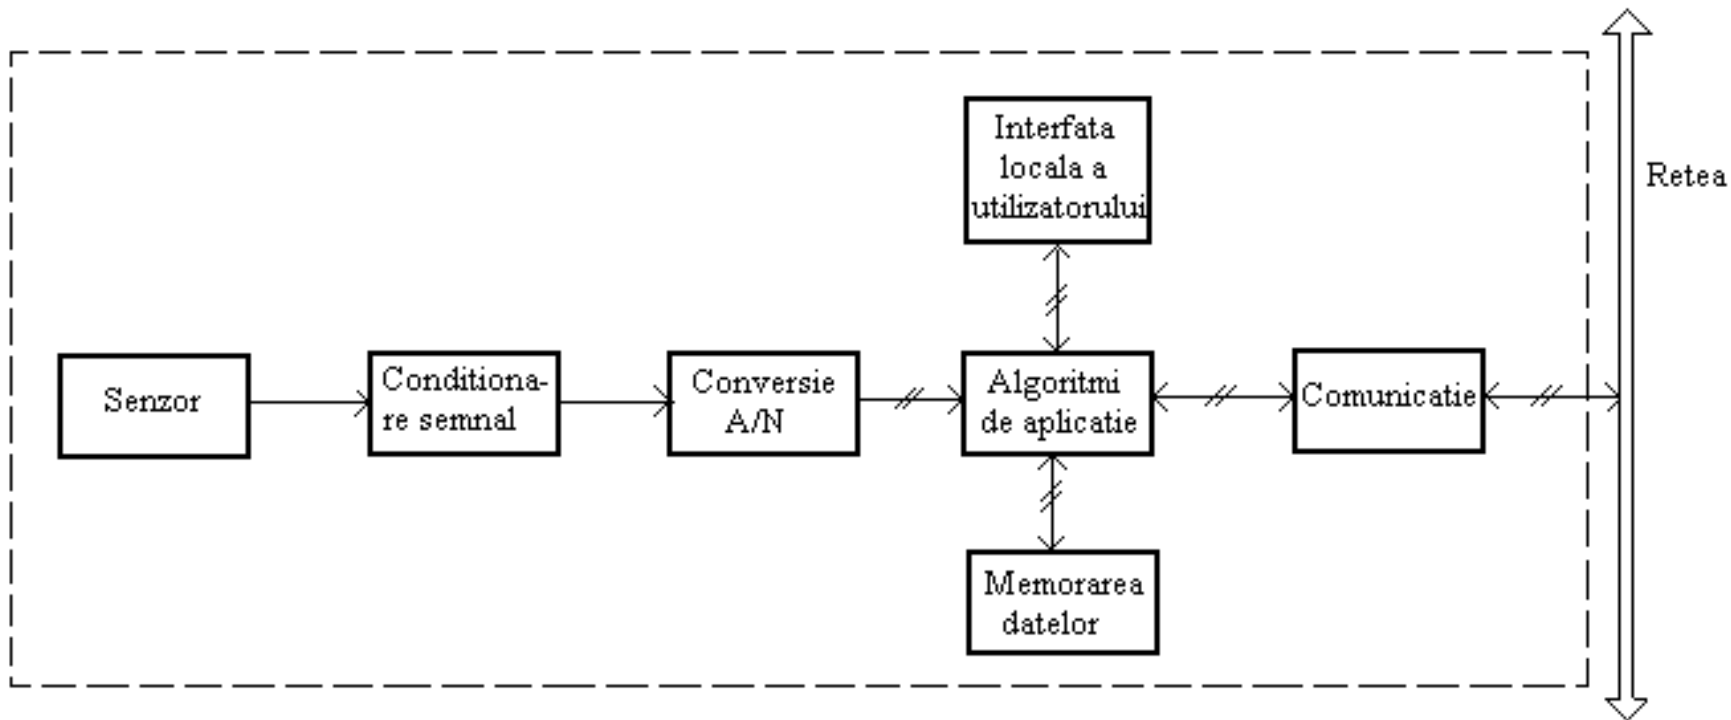 Interfata
locala a
utilizatorului
Retea
Senzor
Conditiona-
re semnal
Conversie
A/N
Algoritmi
de aplicatie
Comunicatie
Memorarea
datelor